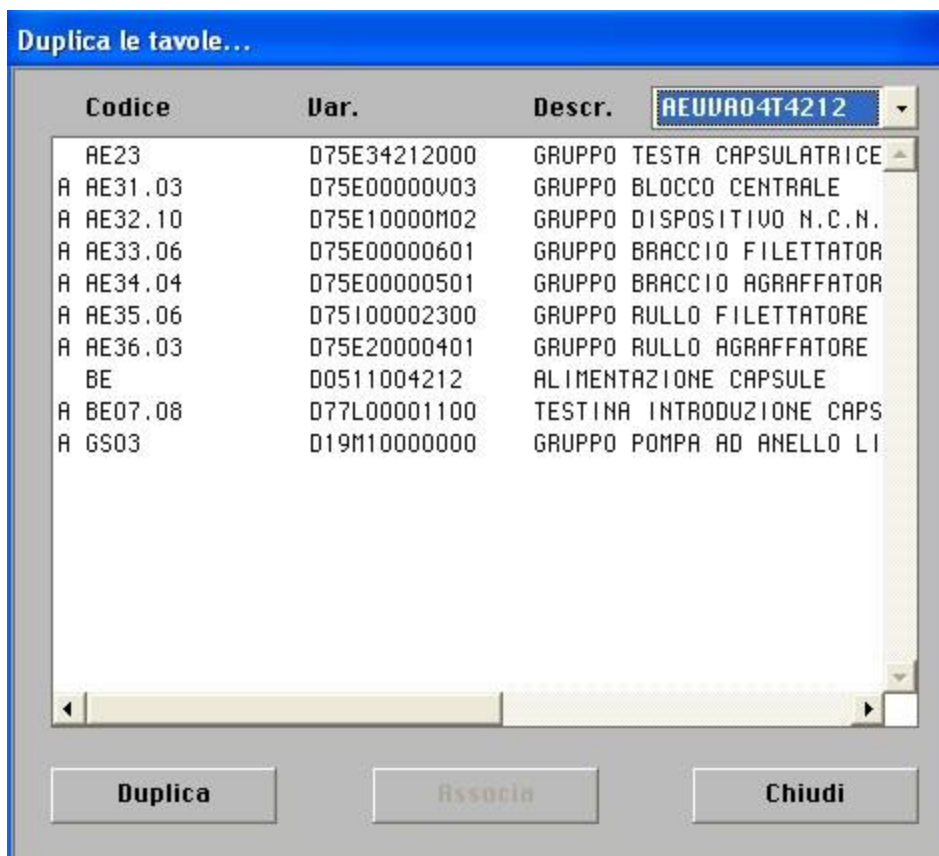 Duplica le tavole...
Codice Var. Descr. AEUVA04T4212
AE23 D75E34212000 GRUPPO TESTA CAPSULATRICE
A AE31.03 D75E00000V03 GRUPPO BLOCCO CENTRALE
A AE32.10 D75E10000M02 GRUPPO DISPOSITIVO N.C.N.
A AE33.06 D75E00000601 GRUPPO BRACCIO FILETTATOR
A AE34.04 D75E00000501 GRUPPO BRACCIO AGRAFFATOR
A AE35.06 D75I00002300 GRUPPO RULLO FILETTATORE
A AE36.03 D75E20000401 GRUPPO RULLO AGRAFFATORE
BE D0511004212 ALIMENTAZIONE CAPSULE
A BE07.08 D77L00001100 TESTINA INTRODUZIONE CAPS
A GS03 D19M10000000 GRUPPO POMPA AD ANELLO LI
Duplica Associa Chiudi